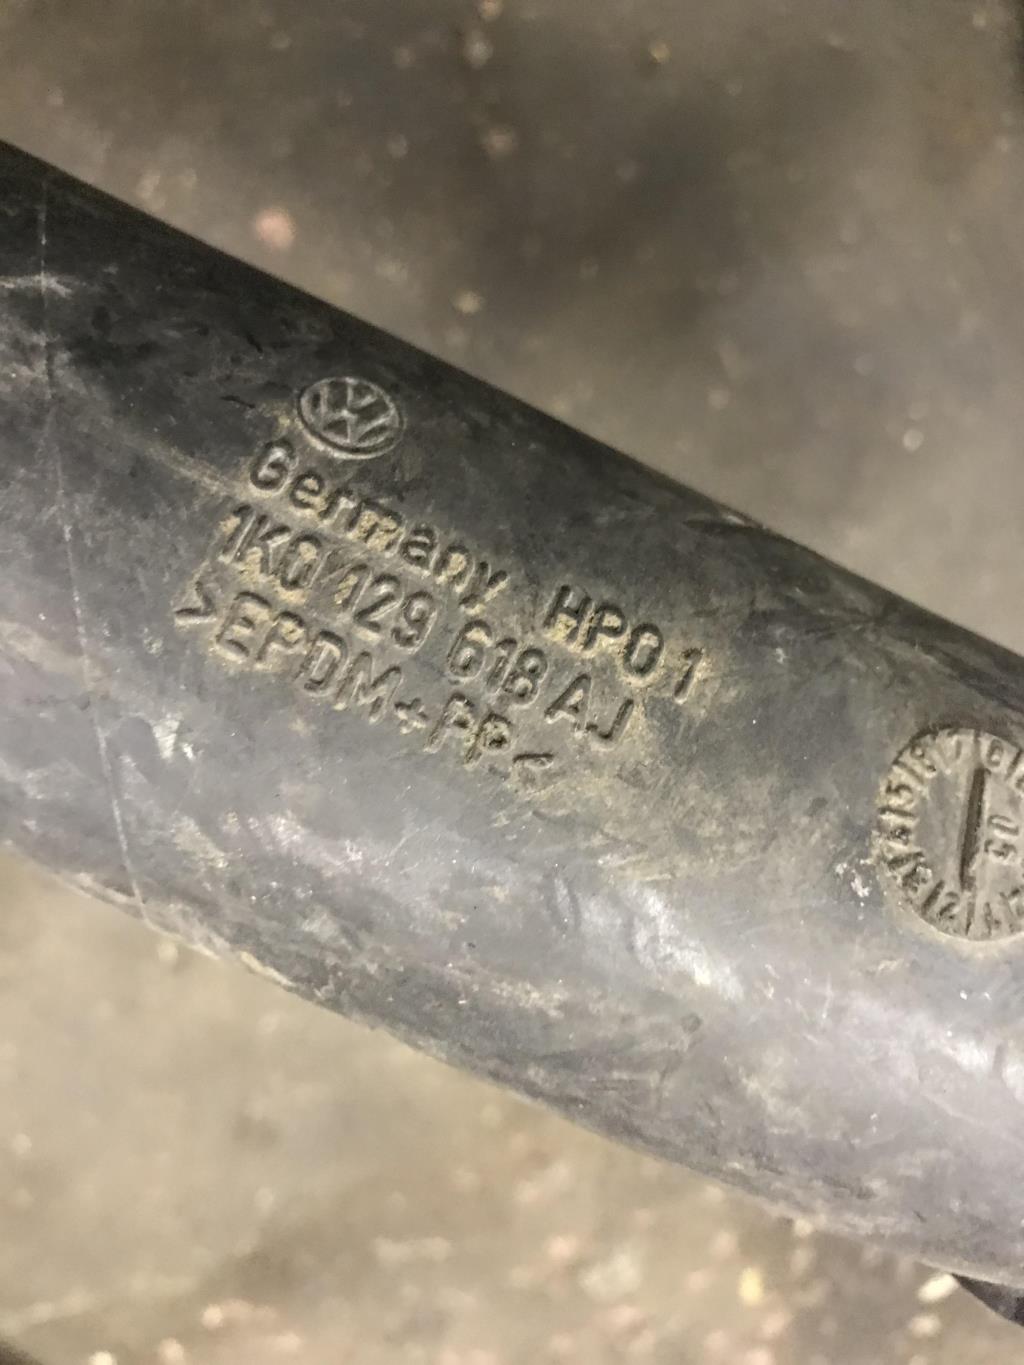 Germany HP01
1K0 129 618 AJ
>EPDM+PP<